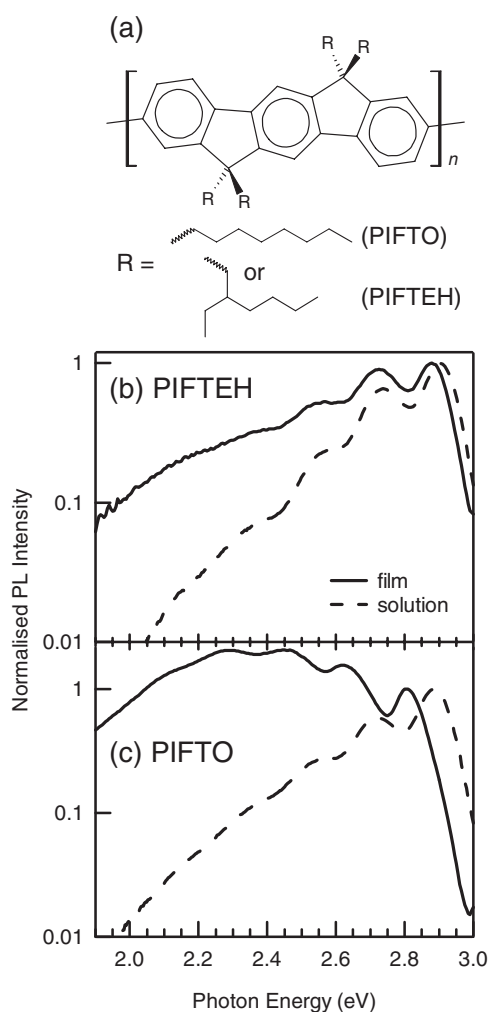 (a)
R
R
R
R
n
(PIFTO)
R =
or
(PIFTEH)
(b) PIFTEH
1
0.1
0.01
film
solution
Normalised PL Intensity
(c) PIFTO
1
0.1
0.01
2.0 2.2 2.4 2.6 2.8 3.0
Photon Energy (eV)